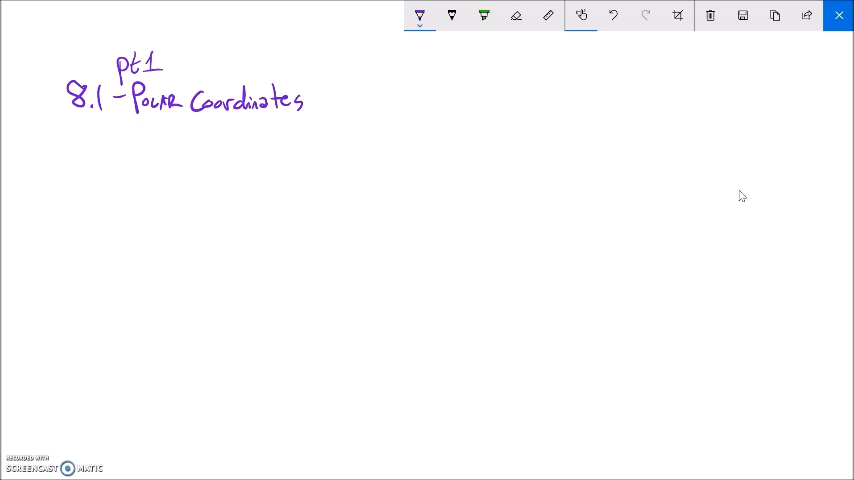 pt1
8.1 - Polar Coordinates
RECORDED WITH
SCREENCAST MATIC